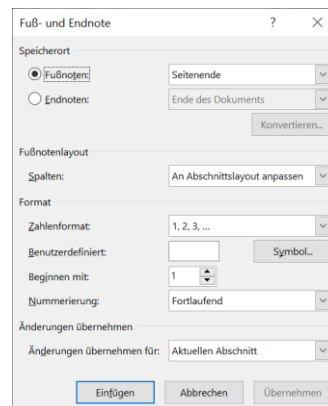 Fuß- und Endnote ? ×
Speicherort
Fußnoten: Seitenende
Endnoten: Ende des Dokuments
Konvertieren...
Fußnotenlayout
Spalten: An Abschnittslayout anpassen
Format
Zahlenformat: 1, 2, 3, ...
Benutzerdefiniert: Symbol...
Beginnen mit: 1
Nummerierung: Fortlaufend
Änderungen übernehmen
Änderungen übernehmen für: Aktuellen Abschnitt
Einfügen Abbrechen Übernehmen